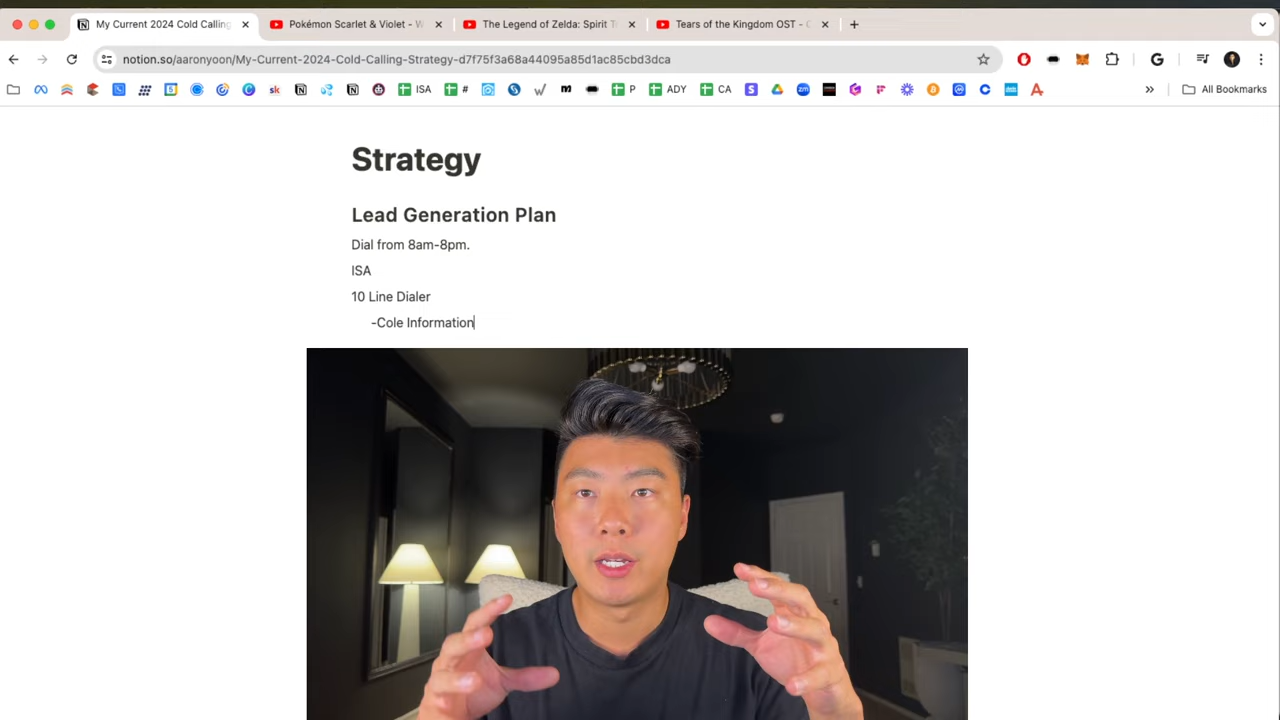 My Current 2024 Cold Calling
Pokémon Scarlet & Violet - W
The Legend of Zelda: Spirit T
Tears of the Kingdom OST - C
notion.so/aaronyoon/My-Current-2024-Cold-Calling-Strategy-d7f75f3a68a44095a85d1ac85cbd3dca
sk
ISA
#
P
ADY
CA
All Bookmarks
Strategy
Lead Generation Plan
Dial from 8am-8pm.
ISA
10 Line Dialer
-Cole Information